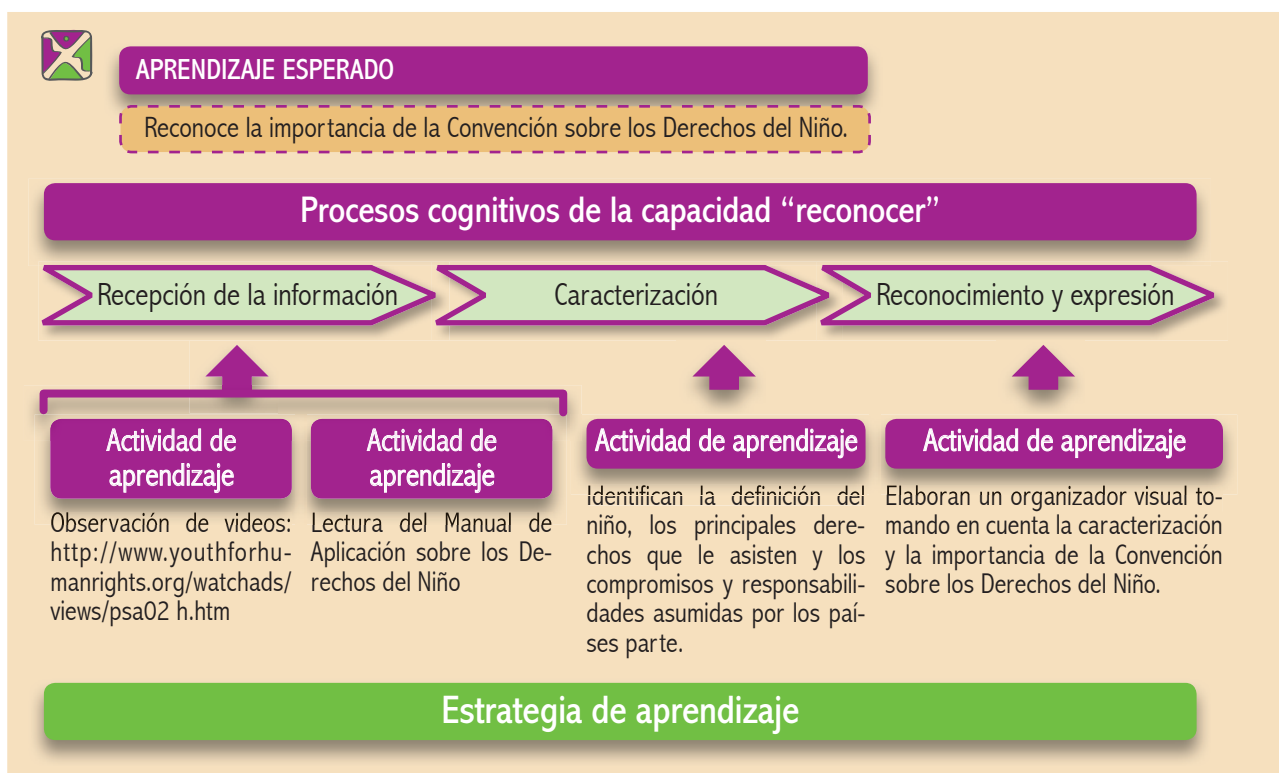 APRENDIZAJE ESPERADO
Reconoce la importancia de la Convención sobre los Derechos del Niño.
Procesos cognitivos de la capacidad “reconocer”
Recepción de la información
Caracterización
Reconocimiento y expresión
Actividad de
aprendizaje
Observación de videos:
http://www.youthforhu-
manrights.org/watchads/
views/psa02 h.htm
Actividad de
aprendizaje
Lectura del Manual de
Aplicación sobre los De-
rechos del Niño
Actividad de aprendizaje
Identifican la definición del
niño, los principales dere-
chos que le asisten y los
compromisos y responsabili-
dades asumidas por los paí-
ses parte.
Actividad de aprendizaje
Elaboran un organizador visual to-
mando en cuenta la caracterización
y la importancia de la Convención
sobre los Derechos del Niño.
Estrategia de aprendizaje